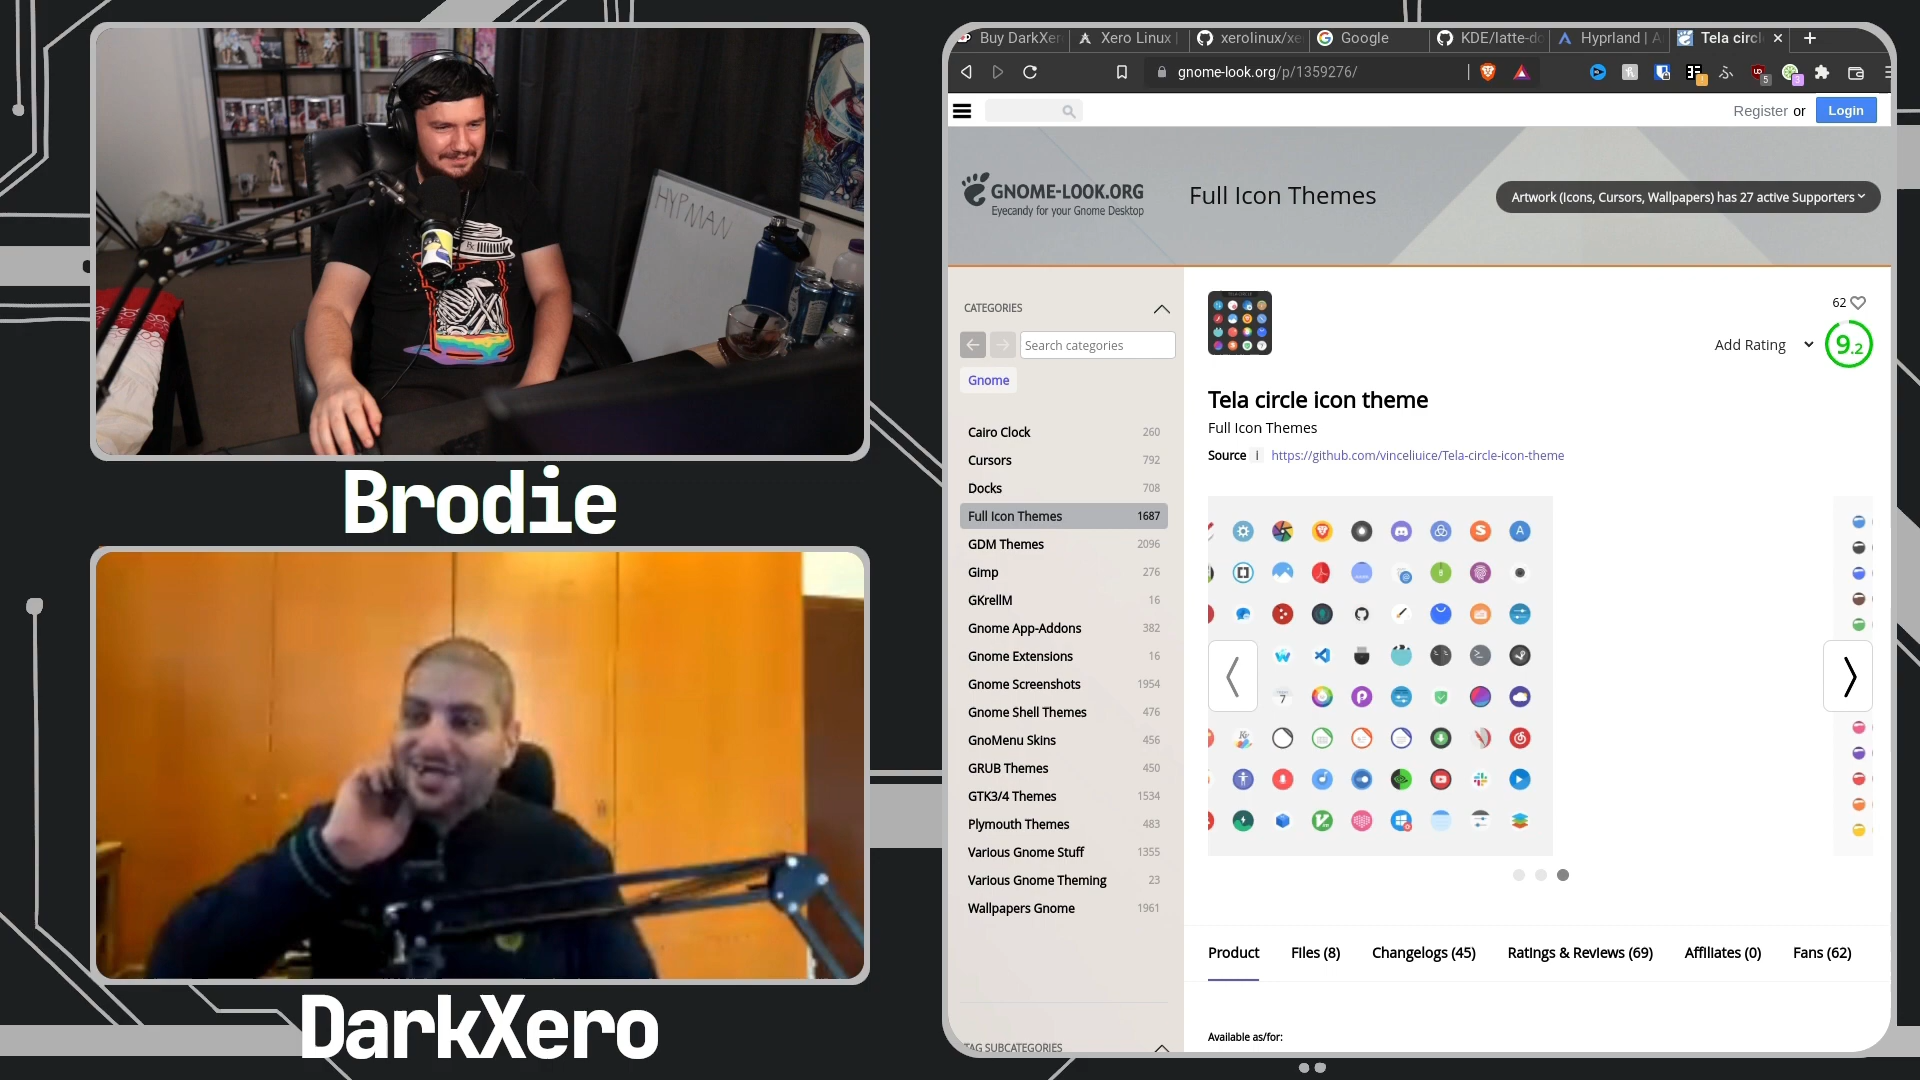 HYPMAN
Brodie
DarkXero
Buy DarkXer
Xero Linux |
xerolinux/xe
Google
KDE/latte-do
Hyprland | A
Tela circl
gnome-look.org/p/1359276/
Register or Login
GNOME-LOOK.ORG
Eyecandy for your Gnome Desktop
Full Icon Themes
Artwork (Icons, Cursors, Wallpapers) has 27 active Supporters
CATEGORIES
Search categories
Gnome
Cairo Clock 260
Cursors 792
Docks 708
Full Icon Themes 1687
GDM Themes 2096
Gimp 276
GKrellM 16
Gnome App-Addons 382
Gnome Extensions 16
Gnome Screenshots 1954
Gnome Shell Themes 476
GnoMenu Skins 456
GRUB Themes 450
GTK3/4 Themes 1534
Plymouth Themes 483
Various Gnome Stuff 1355
Various Gnome Theming 23
Wallpapers Gnome 1961
TAG SUBCATEGORIES
62
Add Rating
9.2
Tela circle icon theme
Full Icon Themes
Source i https://github.com/vinceliuice/Tela-circle-icon-theme
Product
Files (8)
Changelogs (45)
Ratings & Reviews (69)
Affiliates (0)
Fans (62)
Available as/for: